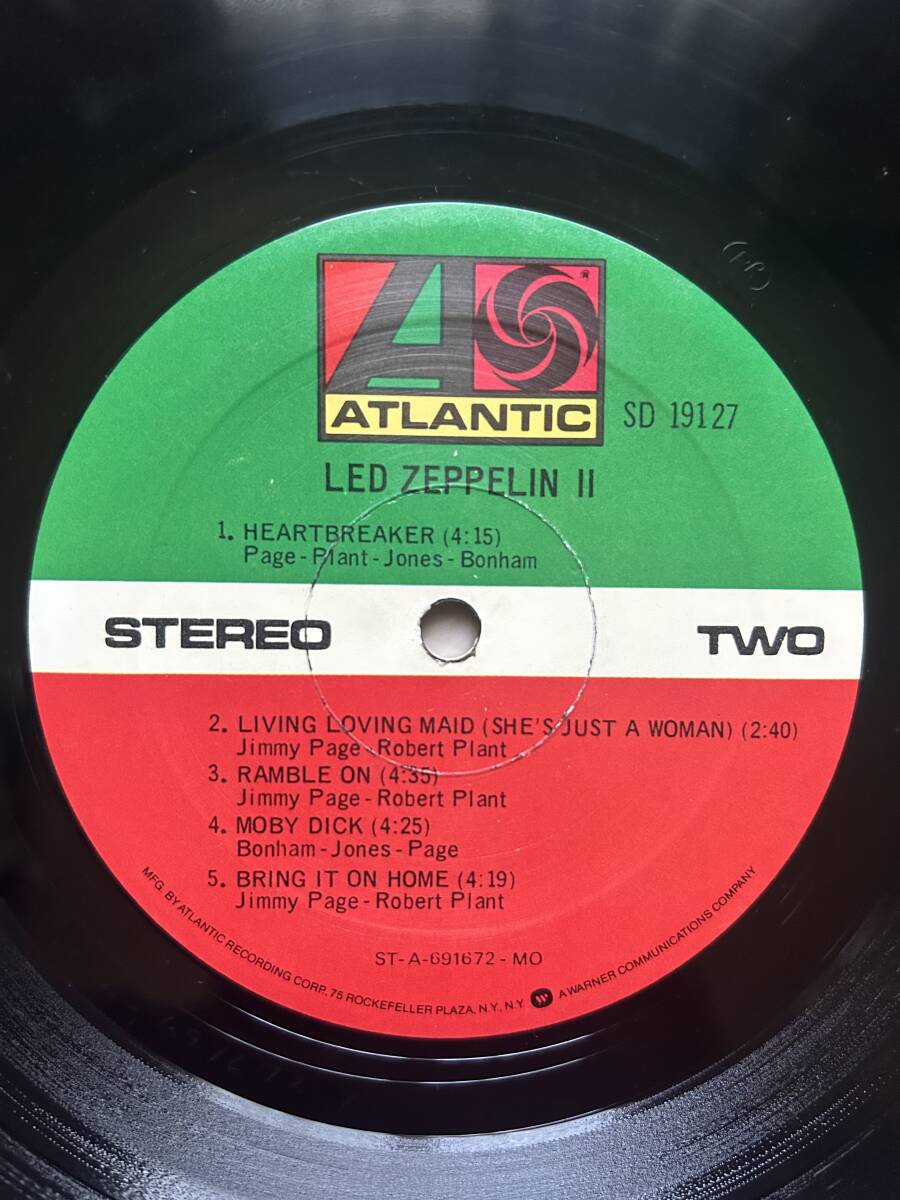 ATLANTIC
®
SD 19127
LED ZEPPELIN II
1. HEARTBREAKER (4:15)
Page - Plant - Jones - Bonham
STEREO
TWO
2. LIVING LOVING MAID (SHE'S JUST A WOMAN) (2:40)
Jimmy Page - Robert Plant
3. RAMBLE ON (4:35)
Jimmy Page - Robert Plant
4. MOBY DICK (4:25)
Bonham - Jones - Page
5. BRING IT ON HOME (4:19)
Jimmy Page - Robert Plant
ST-A-691672-MO
MFG. BY ATLANTIC RECORDING CORP., 75 ROCKEFELLER PLAZA, N.Y., N.Y. A WARNER COMMUNICATIONS COMPANY